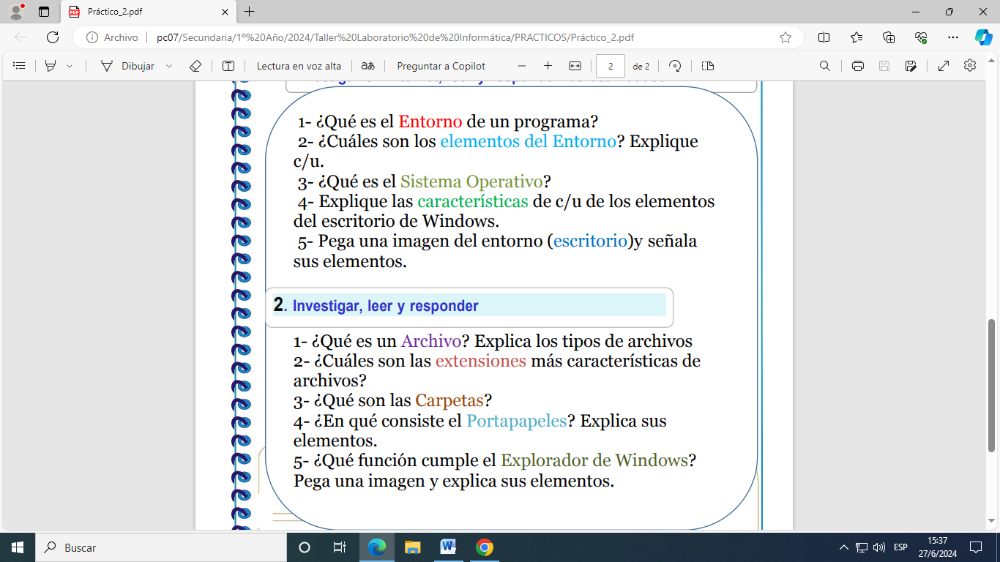 Práctico_2.pdf
Archivo pc07/Secundaria/1º%20Año/2024/Taller%20Laboratorio%20de%20Informática/PRACTICOS/Práctico_2.pdf
Dibujar Lectura en voz alta aあ Preguntar a Copilot 2 de 2
1- ¿Qué es el Entorno de un programa?
2- ¿Cuáles son los elementos del Entorno? Explique
c/u.
3- ¿Qué es el Sistema Operativo?
4- Explique las características de c/u de los elementos
del escritorio de Windows.
5- Pega una imagen del entorno (escritorio)y señala
sus elementos.
2. Investigar, leer y responder
1- ¿Qué es un Archivo? Explica los tipos de archivos
2- ¿Cuáles son las extensiones más características de
archivos?
3- ¿Qué son las Carpetas?
4- ¿En qué consiste el Portapapeles? Explica sus
elementos.
5- ¿Qué función cumple el Explorador de Windows?
Pega una imagen y explica sus elementos.
Buscar
ESP
15:37
27/6/2024